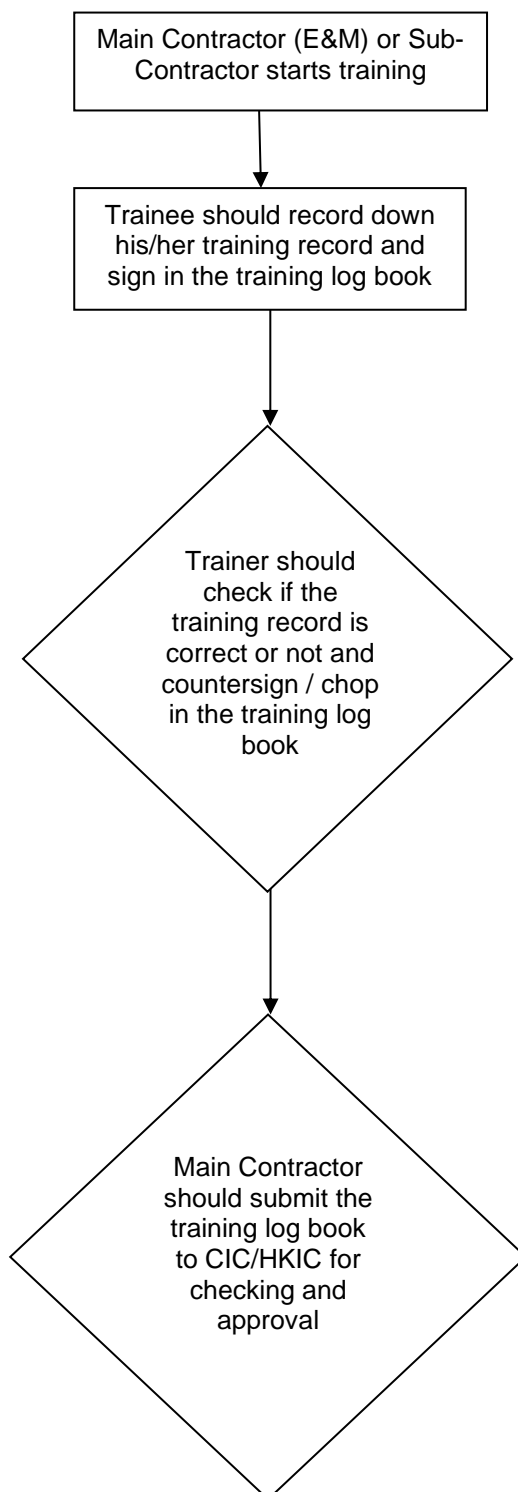 Main Contractor (E&M) or Sub-
Contractor starts training
Trainee should record down
his/her training record and
sign in the training log book
Trainer should
check if the
training record is
correct or not and
countersign / chop
in the training log
book
Main Contractor
should submit the
training log book
to CIC/HKIC for
checking and
approval